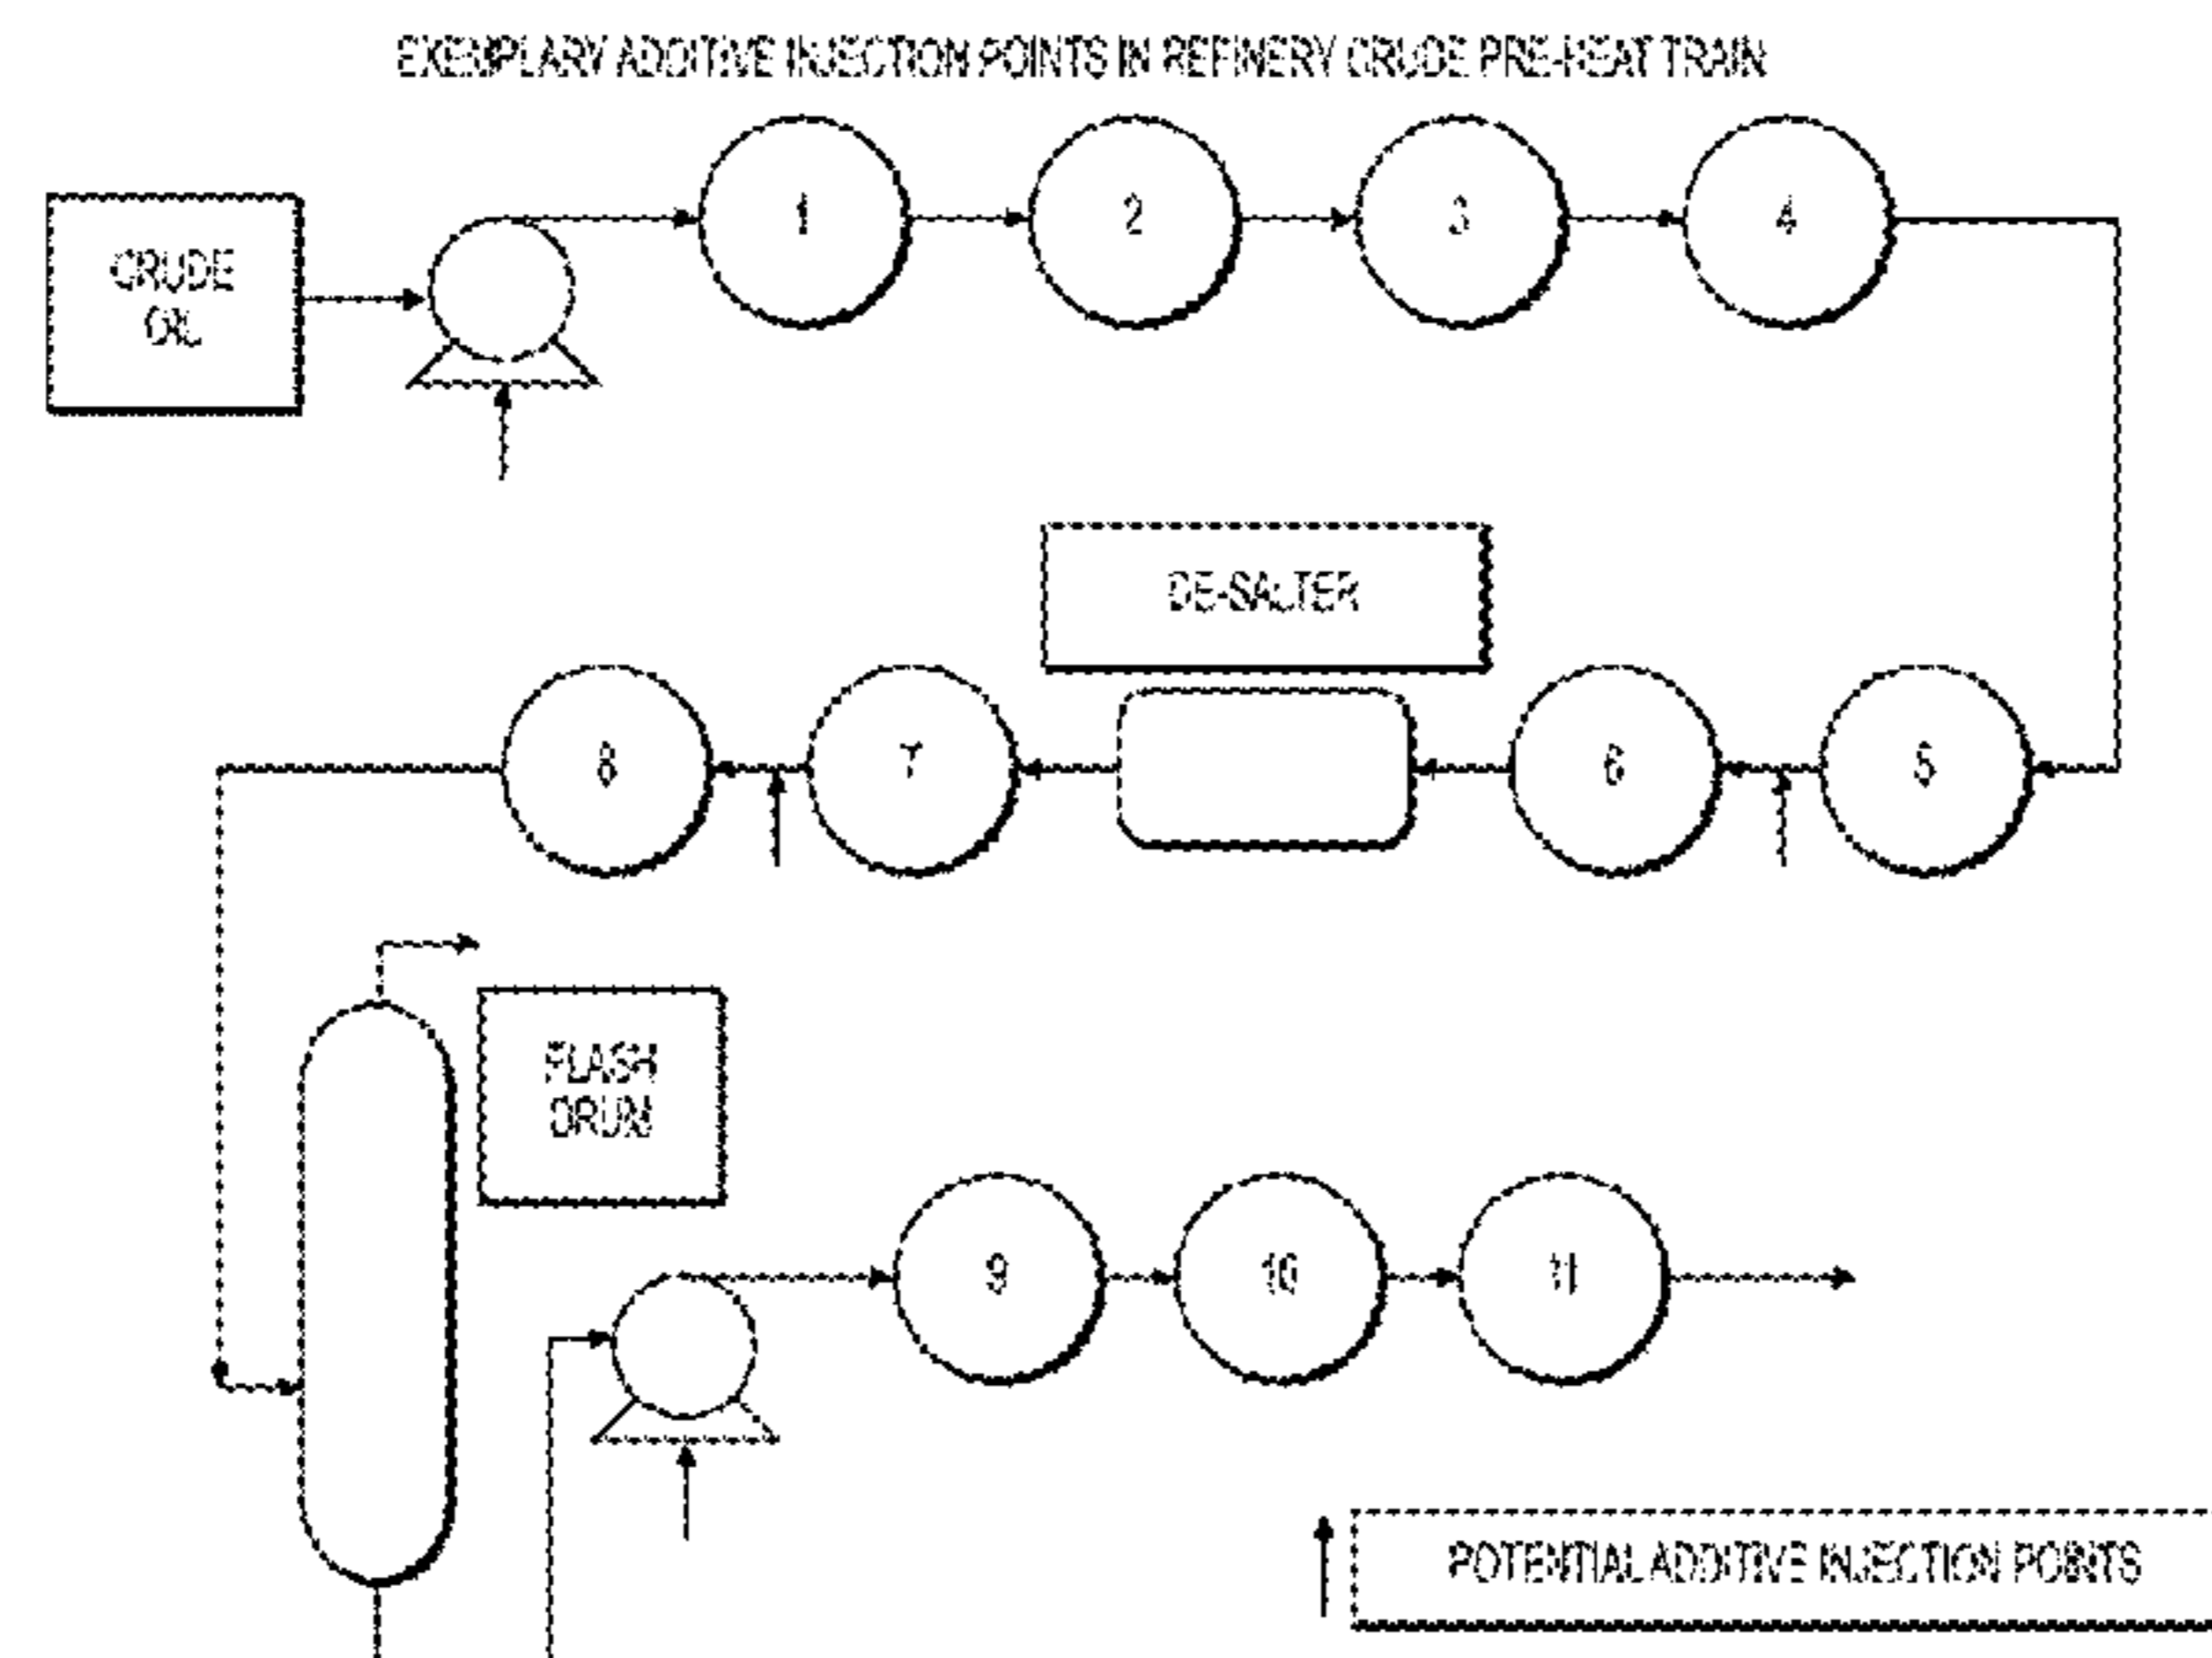 EXEMPLARY ADDITIVE INJECTION POINTS IN REFINERY CRUDE PRE-HEAT TRAIN
1
2
3
4
CRUDE
OIL
DE-SALTER
8
7
6
5
FLASH
DRUM
9
10
11
POTENTIAL ADDITIVE INJECTION POINTS